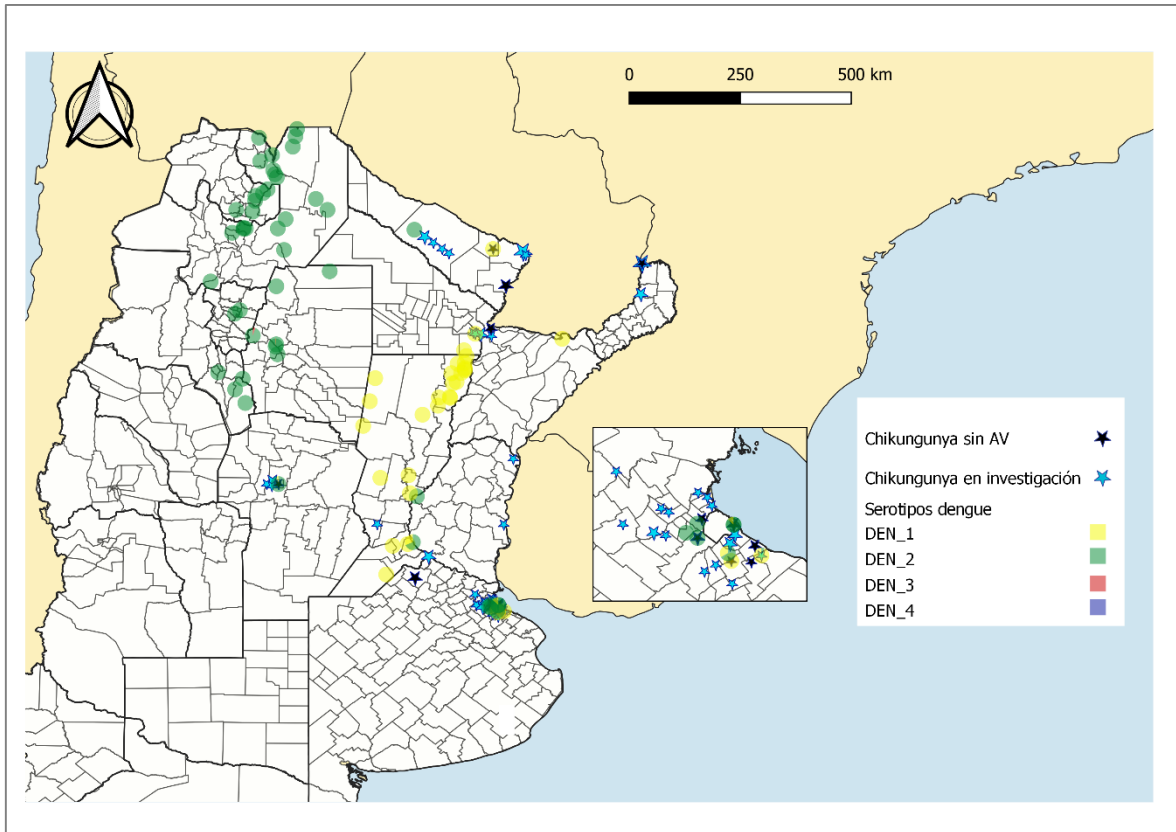 0 250 500 km
Chikungunya sin AV
Chikungunya en investigación
Serotipos dengue
DEN_1
DEN_2
DEN_3
DEN_4